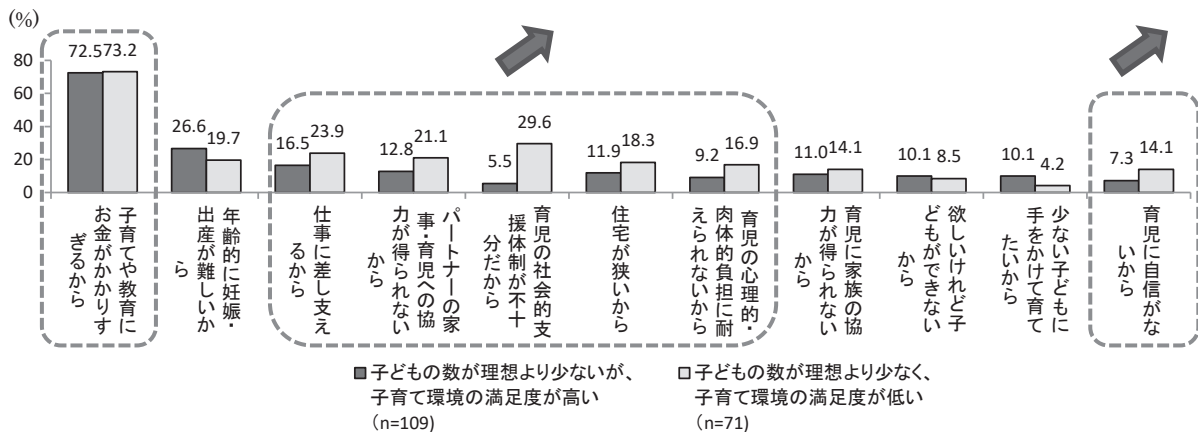 (%)
72.5 73.2
26.6 19.7
16.5 23.9
12.8 21.1
5.5 29.6
11.9 18.3
9.2 16.9
11.0 14.1
10.1 8.5
10.1 4.2
7.3 14.1
80
60
40
20
0
子育てや教育に
お金がかかりす
ぎるから
年齢的に妊娠・
出産が難しいか
ら
仕事に差し支え
るから
パートナーの家
事・育児への協
力が得られない
から
育児の社会的支
援体制が不十
分だから
住宅が狭いから
育児の心理的・
肉体的負担に耐
えられないから
育児に家族の協
力が得られない
から
欲しいけれど子
どもができない
から
少ない子どもに
手をかけて育て
たいから
育児に自信がな
いから
子どもの数が理想より少ないが、
子育て環境の満足度が高い
(n=109)
子どもの数が理想より少なく、
子育て環境の満足度が低い
(n=71)